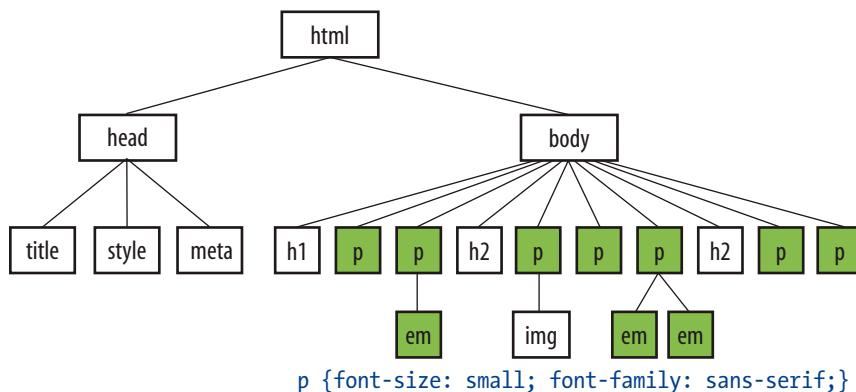 html
head body
title style meta h1 p p h2 p p p h2 p p
em img em em
p {font-size: small; font-family: sans-serif;}